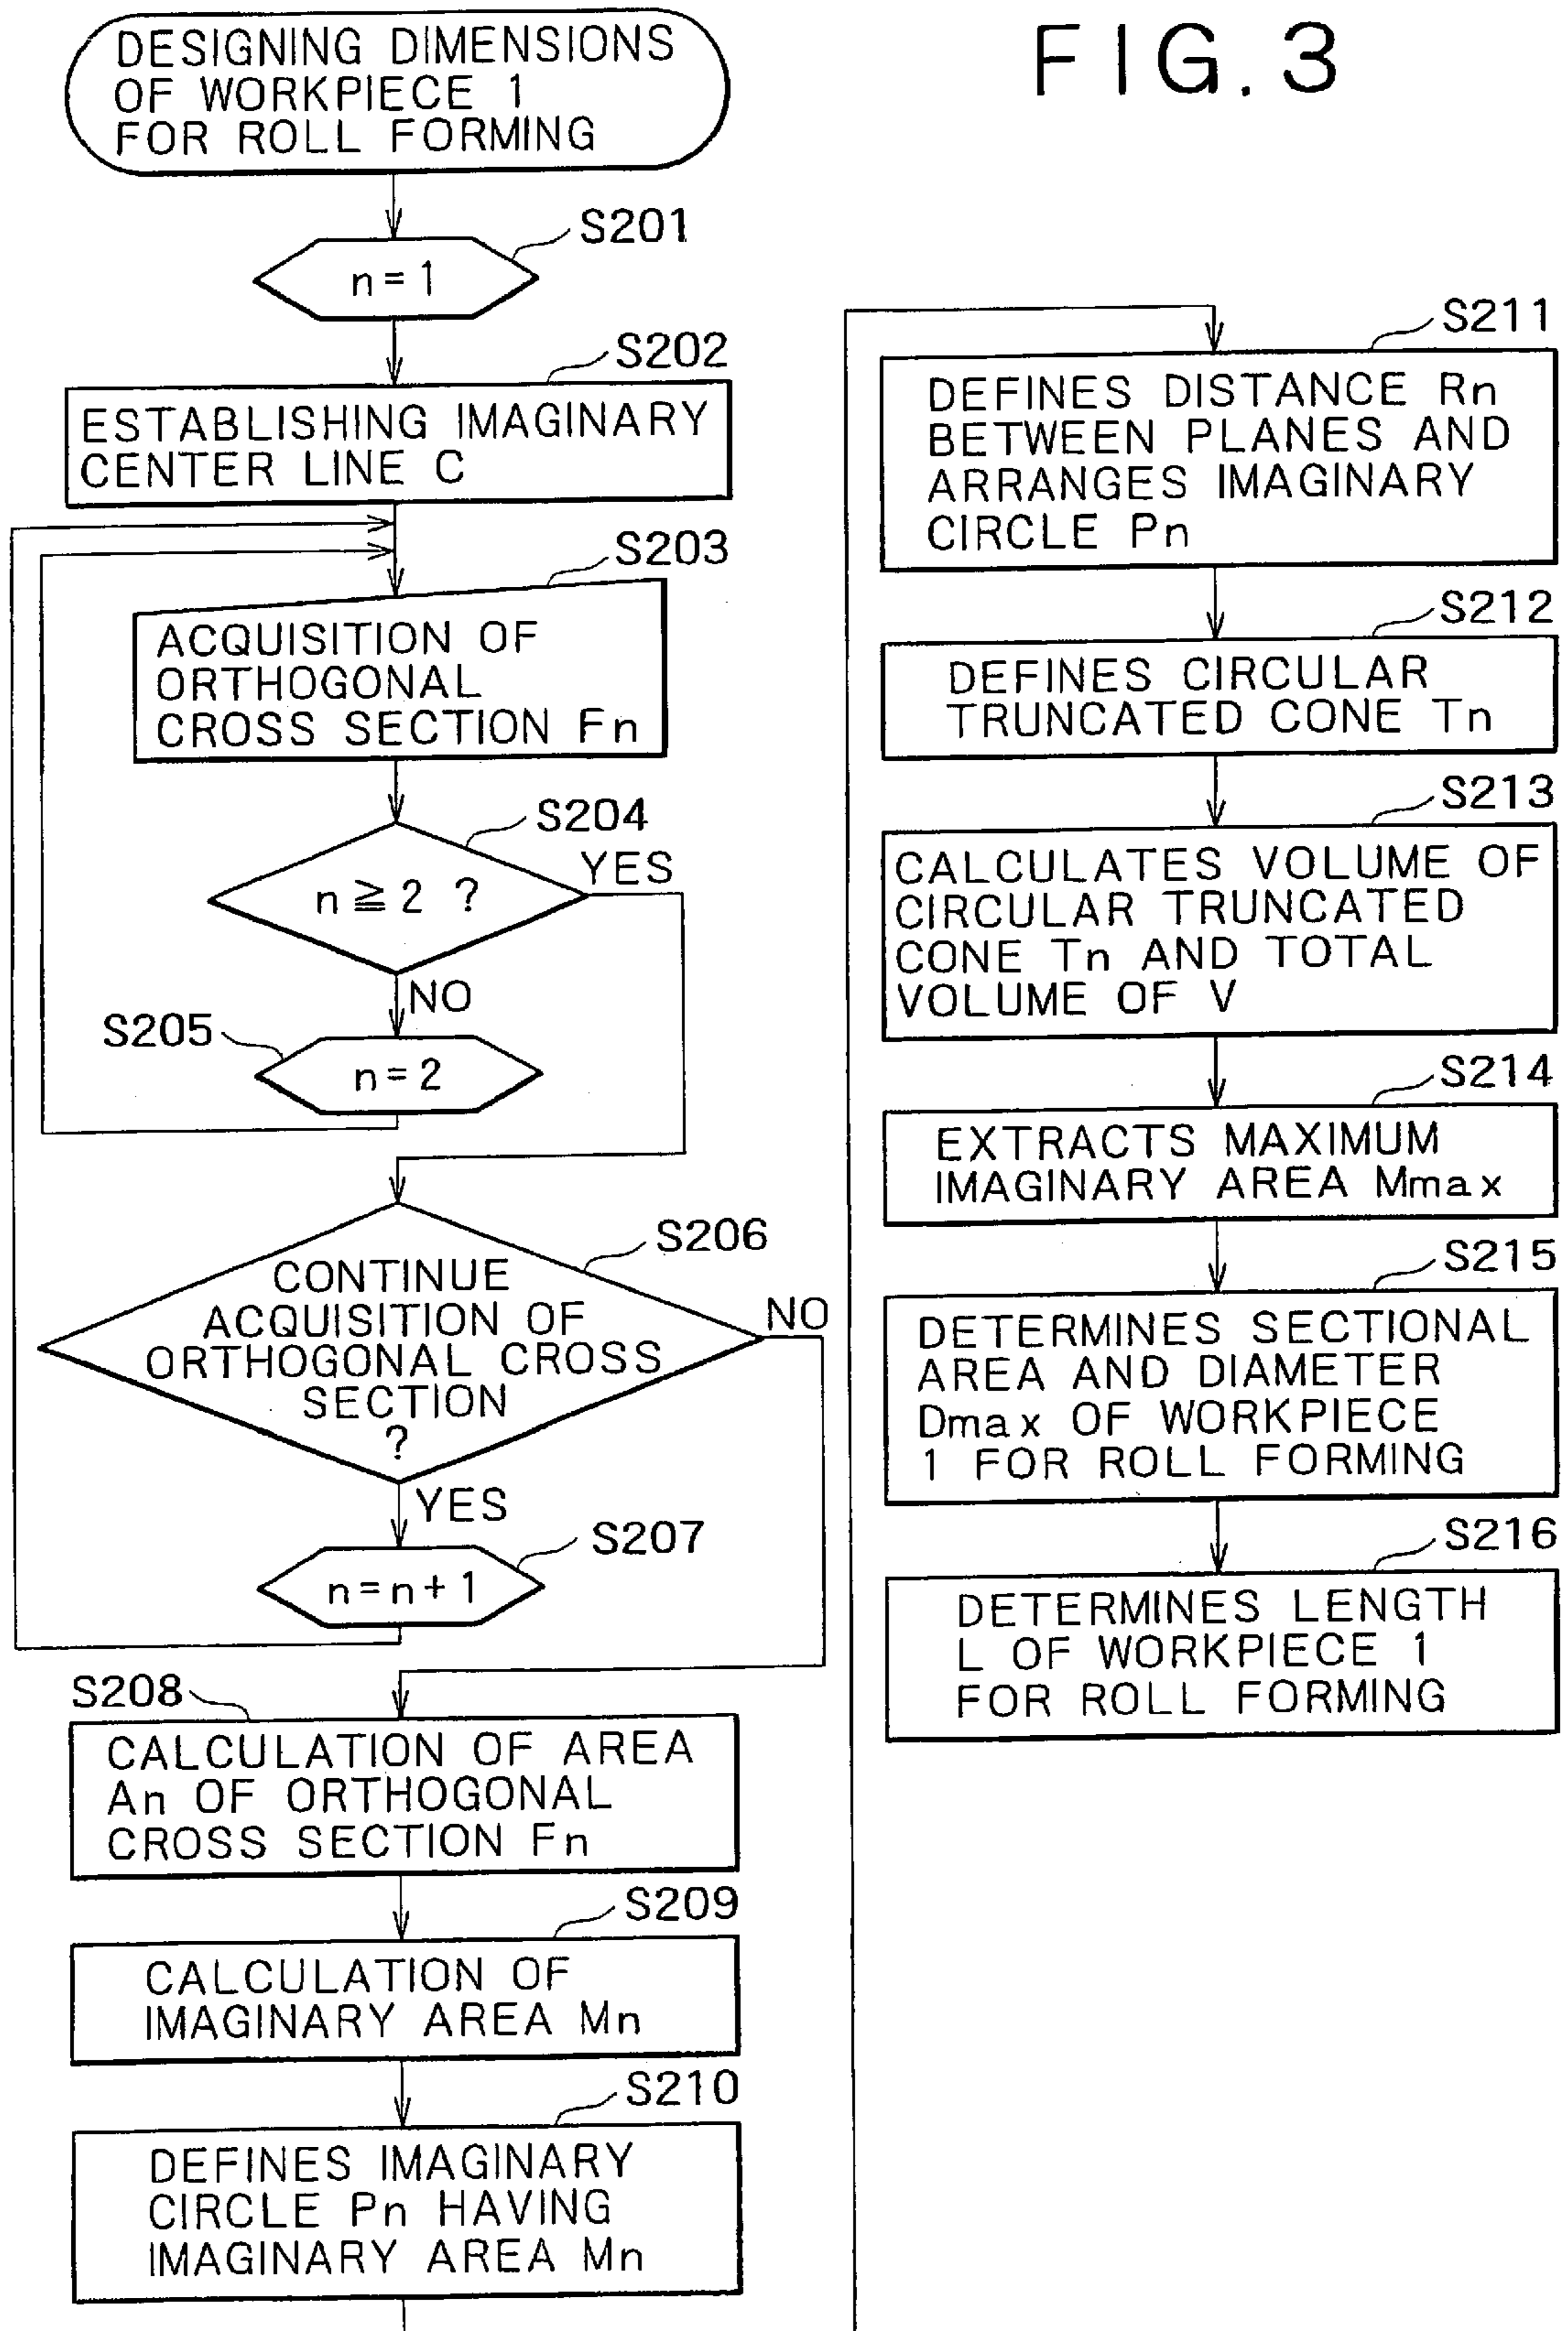 FIG.3
DESIGNING DIMENSIONS
OF WORKPIECE 1
FOR ROLL FORMING
S201
n=1
S202
ESTABLISHING IMAGINARY
CENTER LINE C
S203
ACQUISITION OF
ORTHOGONAL
CROSS SECTION Fn
S204
YES
n≧2 ?
NO
S205
n=2
S206
CONTINUE
ACQUISITION OF
ORTHOGONAL CROSS
SECTION
?
NO
YES
S207
n=n+1
S208
CALCULATION OF AREA
An OF ORTHOGONAL
CROSS SECTION Fn
S209
CALCULATION OF
IMAGINARY AREA Mn
S210
DEFINES IMAGINARY
CIRCLE Pn HAVING
IMAGINARY AREA Mn
S211
DEFINES DISTANCE Rn
BETWEEN PLANES AND
ARRANGES IMAGINARY
CIRCLE Pn
S212
DEFINES CIRCULAR
TRUNCATED CONE Tn
S213
CALCULATES VOLUME OF
CIRCULAR TRUNCATED
CONE Tn AND TOTAL
VOLUME OF V
S214
EXTRACTS MAXIMUM
IMAGINARY AREA Mmax
S215
DETERMINES SECTIONAL
AREA AND DIAMETER
Dmax OF WORKPIECE
1 FOR ROLL FORMING
S216
DETERMINES LENGTH
L OF WORKPIECE 1
FOR ROLL FORMING